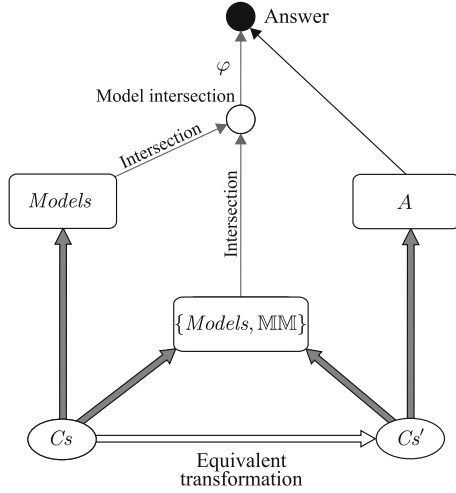 Answer
φ
Model intersection
Intersection
Models
Intersection
A
{Models, 𝕄𝕄}
Cs
Cs′
Equivalent
transformation